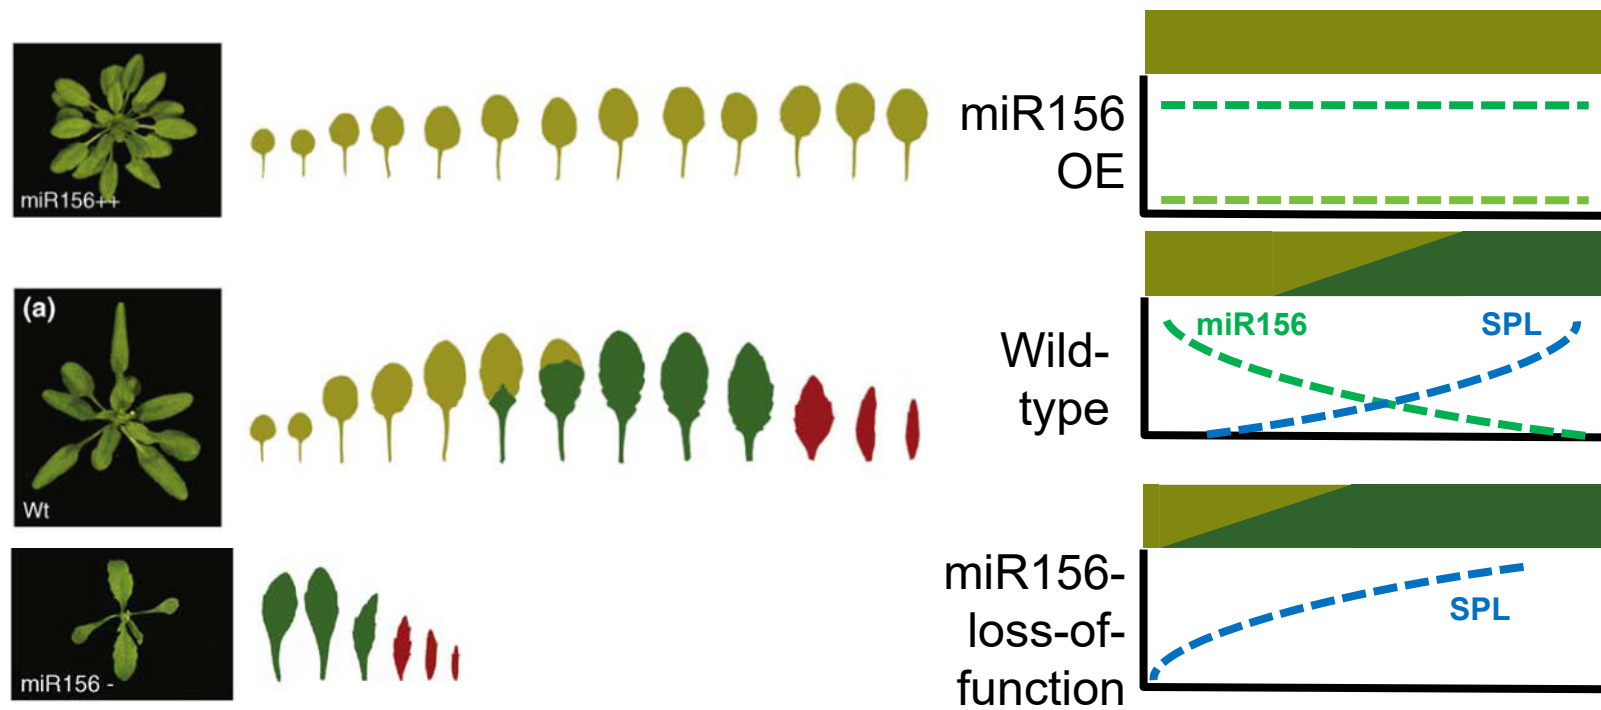 miR156++
miR156
OE
(a)
Wt
Wild-
type
miR156
SPL
miR156 -
miR156-
loss-of-
function
SPL